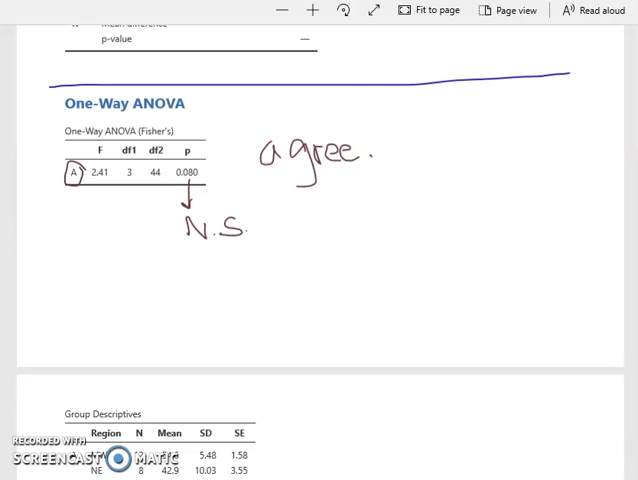 Fit to page
Page view
Read aloud
p-value —
One-Way ANOVA
One-Way ANOVA (Fisher's)
F df1 df2 p
A 2.41 3 44 0.080
agree.
N.S.
Group Descriptives
Region N Mean SD SE
5.48 1.58
NE 8 42.9 10.03 3.55
RECORDED WITH
SCREENCAST MATIC